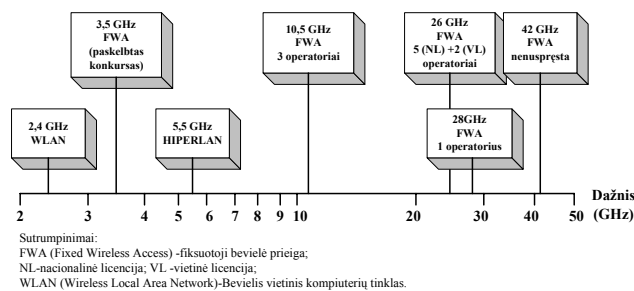 3,5 GHz
FWA
(paskelbtas
konkursas)
10,5 GHz
FWA
3 operatoriai
26 GHz
FWA
5 (NL) +2 (VL)
operatoriai
42 GHz
FWA
nenuspręsta
2,4 GHz
WLAN
5,5 GHz
HIPERLAN
28GHz
FWA
1 operatorius
Dažnis
(GHz)
2 3 4 5 6 7 8 9 10 20 30 40 50
Sutrumpinimai:
FWA (Fixed Wireless Access) -fiksuotoji bevielė prieiga;
NL-nacionalinė licencija; VL -vietinė licencija;
WLAN (Wireless Local Area Network)-Bevielis vietinis kompiuterių tinklas.